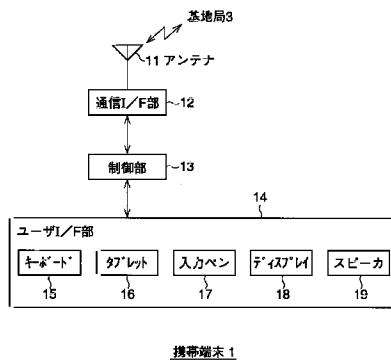 基地局3
11 アンテナ
通信I/F部
12
制御部
13
14
ユーザI/F部
キーボード
タブレット
入力ペン
ディスプレイ
スピーカ
15
16
17
18
19
携帯端末1